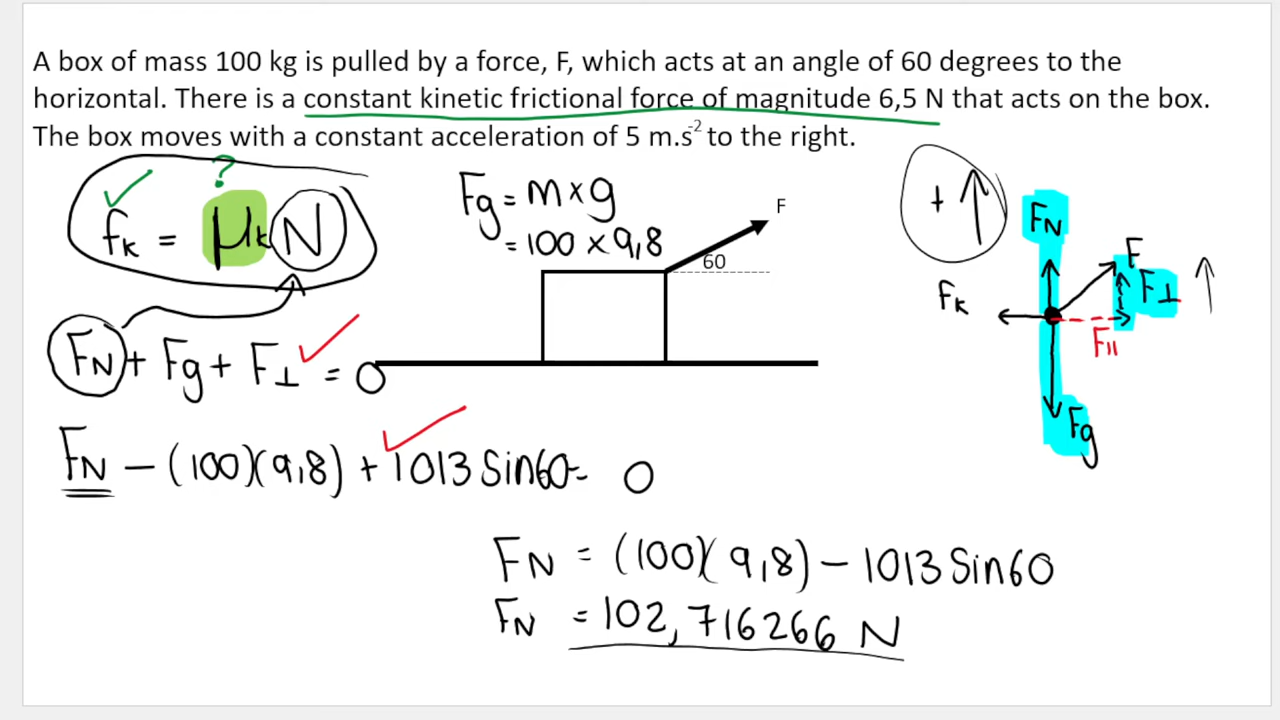 A box of mass 100 kg is pulled by a force, F, which acts at an angle of 60 degrees to the
horizontal. There is a constant kinetic frictional force of magnitude 6,5 N that acts on the box.
The box moves with a constant acceleration of 5 m.s⁻² to the right.
?
fk = μk N
Fg = m × g
= 100 × 9,8
F
60
+
FN
F
F⊥
Fk
F||
Fg
FN + Fg + F⊥ = 0
FN - (100)(9,8) + 1013 Sin60 = 0
FN = (100)(9,8) - 1013 Sin60
FN = 102,716266 N